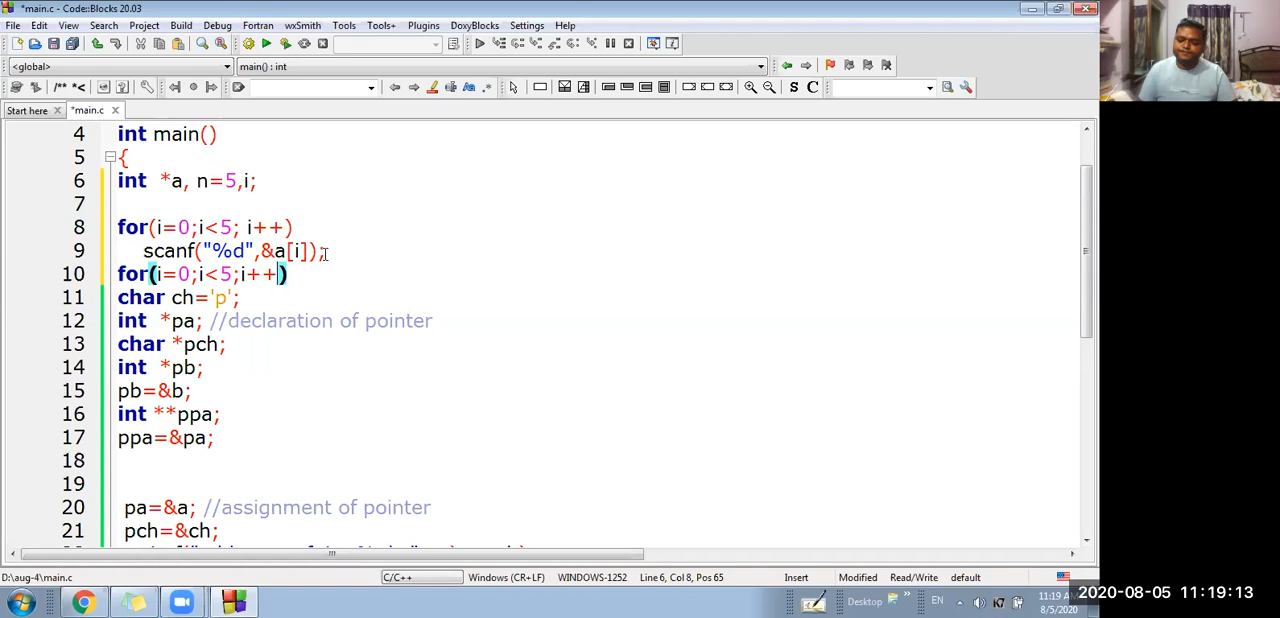 *main.c - Code::Blocks 20.03
File Edit View Search Project Build Debug Fortran wxSmith Tools Tools+ Plugins DoxyBlocks Settings Help
<global> main() : int
/** *< Aa .* S C
Start here *main.c
4 int main()
5 {
6 int *a, n=5,i;
7
8 for(i=0;i<5; i++)
9 scanf("%d",&a[i]);
10 for(i=0;i<5;i++)
11 char ch='p';
12 int *pa; //declaration of pointer
13 char *pch;
14 int *pb;
15 pb=&b;
16 int **ppa;
17 ppa=&pa;
18
19
20 pa=&a; //assignment of pointer
21 pch=&ch;
D:\aug-4\main.c C/C++ Windows (CR+LF) WINDOWS-1252 Line 6, Col 8, Pos 65 Insert Modified Read/Write default
Desktop » EN 11:19 AM
8/5/2020
2020-08-05 11:19:13